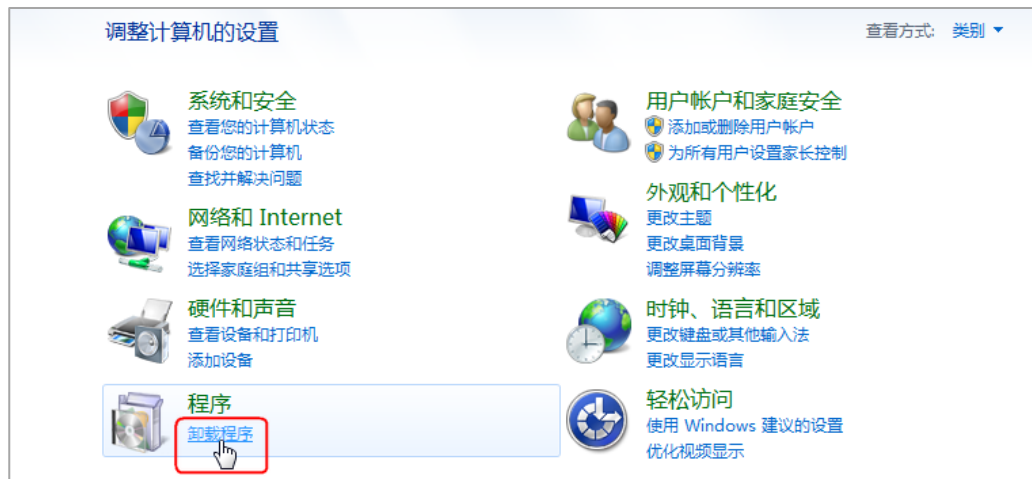 调整计算机的设置
查看方式: 类别
系统和安全
查看您的计算机状态
备份您的计算机
查找并解决问题
网络和 Internet
查看网络状态和任务
选择家庭组和共享选项
硬件和声音
查看设备和打印机
添加设备
程序
卸载程序
用户帐户和家庭安全
添加或删除用户帐户
为所有用户设置家长控制
外观和个性化
更改主题
更改桌面背景
调整屏幕分辨率
时钟、语言和区域
更改键盘或其他输入法
更改显示语言
轻松访问
使用 Windows 建议的设置
优化视频显示